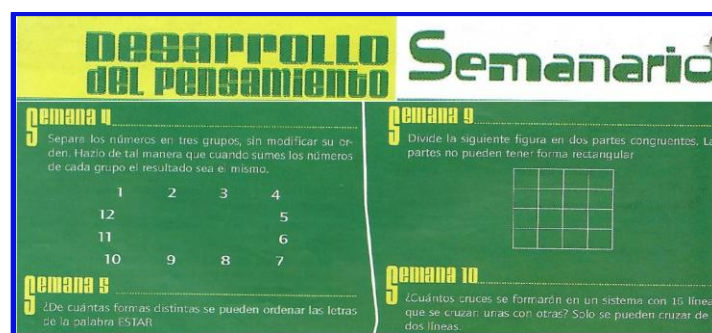 Desarrollo
del Pensamiento
Semanario
Semana 4
Separa los números en tres grupos, sin modificar su or-
den. Hazlo de tal manera que cuando sumes los números
de cada grupo el resultado sea el mismo.
1 2 3 4
12 5
11 6
10 9 8 7
Semana 5
¿De cuántas formas distintas se pueden ordenar las letras
de la palabra ESTAR
Semana 9
Divide la siguiente figura en dos partes congruentes. La
partes no pueden tener forma rectangular
Semana 10
¿Cuántos cruces se formarán en un sistema con 16 línea
que se cruzan unas con otras? Solo se pueden cruzar de
dos líneas.